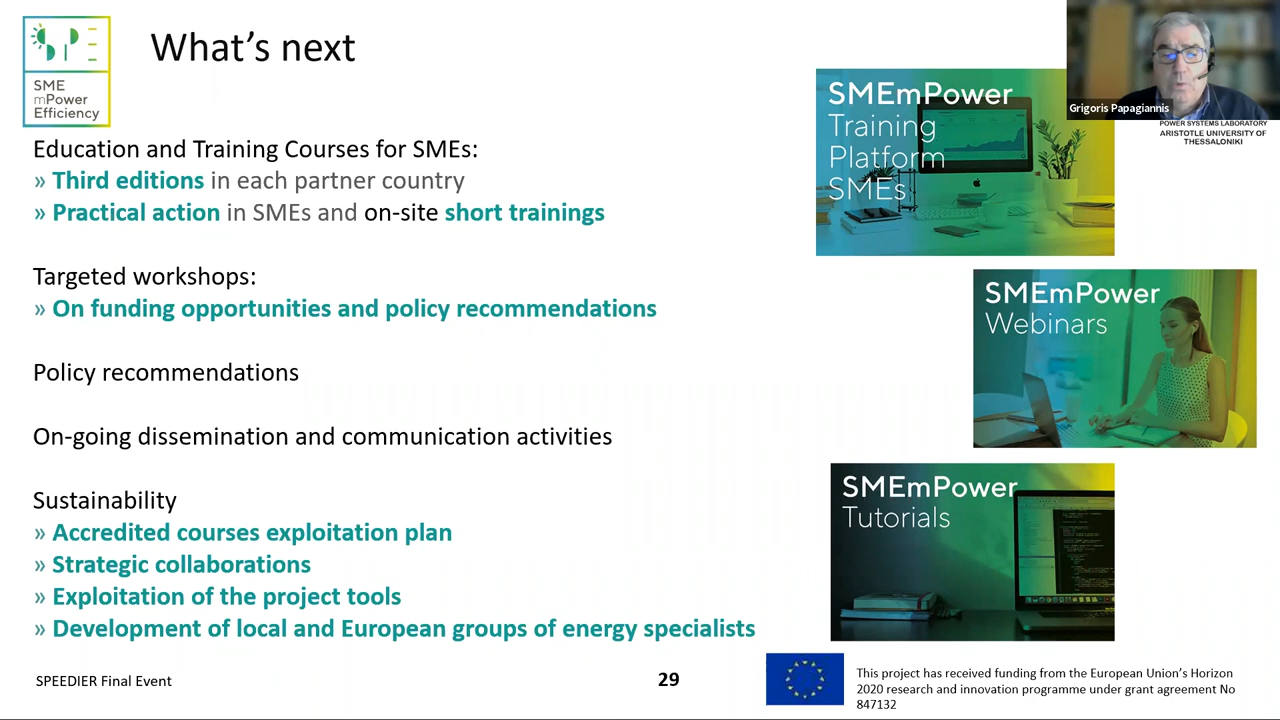 SPE
SME
mPower
Efficiency
What's next
Grigoris Papagiannis
POWER SYSTEMS LABORATORY
ARISTOTLE UNIVERSITY OF
THESSALONIKI
Education and Training Courses for SMEs:
» Third editions in each partner country
» Practical action in SMEs and on-site short trainings
Targeted workshops:
» On funding opportunities and policy recommendations
Policy recommendations
On-going dissemination and communication activities
Sustainability
» Accredited courses exploitation plan
» Strategic collaborations
» Exploitation of the project tools
» Development of local and European groups of energy specialists
SMEmPower
Training
Platform
SMEs
SMEmPower
Webinars
SMEmPower
Tutorials
SPEEDIER Final Event
29
This project has received funding from the European Union's Horizon
2020 research and innovation programme under grant agreement No
847132